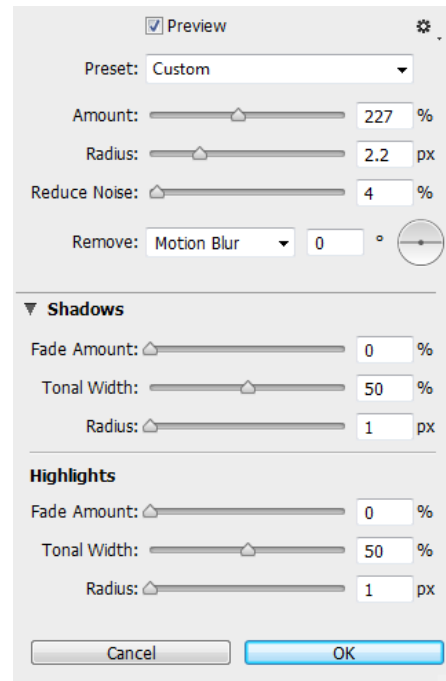 Preview
Preset: Custom
Amount: 227 %
Radius: 2.2 px
Reduce Noise: 4 %
Remove: Motion Blur 0 °
Shadows
Fade Amount: 0 %
Tonal Width: 50 %
Radius: 1 px
Highlights
Fade Amount: 0 %
Tonal Width: 50 %
Radius: 1 px
Cancel OK